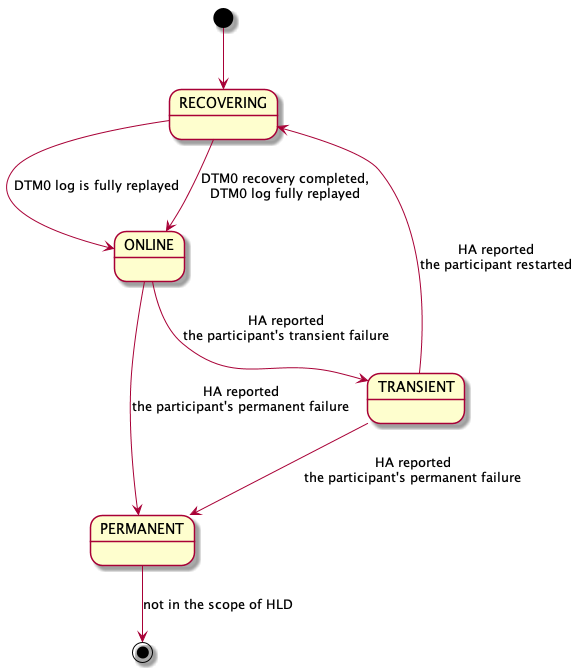 RECOVERING
DTM0 log is fully replayed
DTM0 recovery completed,
DTM0 log fully replayed
ONLINE
HA reported
the participant restarted
HA reported
the participant's transient failure
TRANSIENT
HA reported
the participant's permanent failure
HA reported
the participant's permanent failure
PERMANENT
not in the scope of HLD